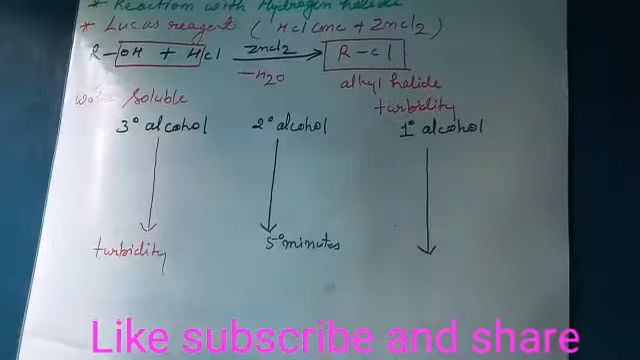 * Reaction with Hydrogen halide
* Lucas reagent ( HCl conc + ZnCl2 )
R-OH + HCl ZnCl2 → R-Cl
-H2O
alkyl halide
water soluble
turbidity
3° alcohol 2° alcohol 1° alcohol
turbidity 5° minutes
Like subscribe and share